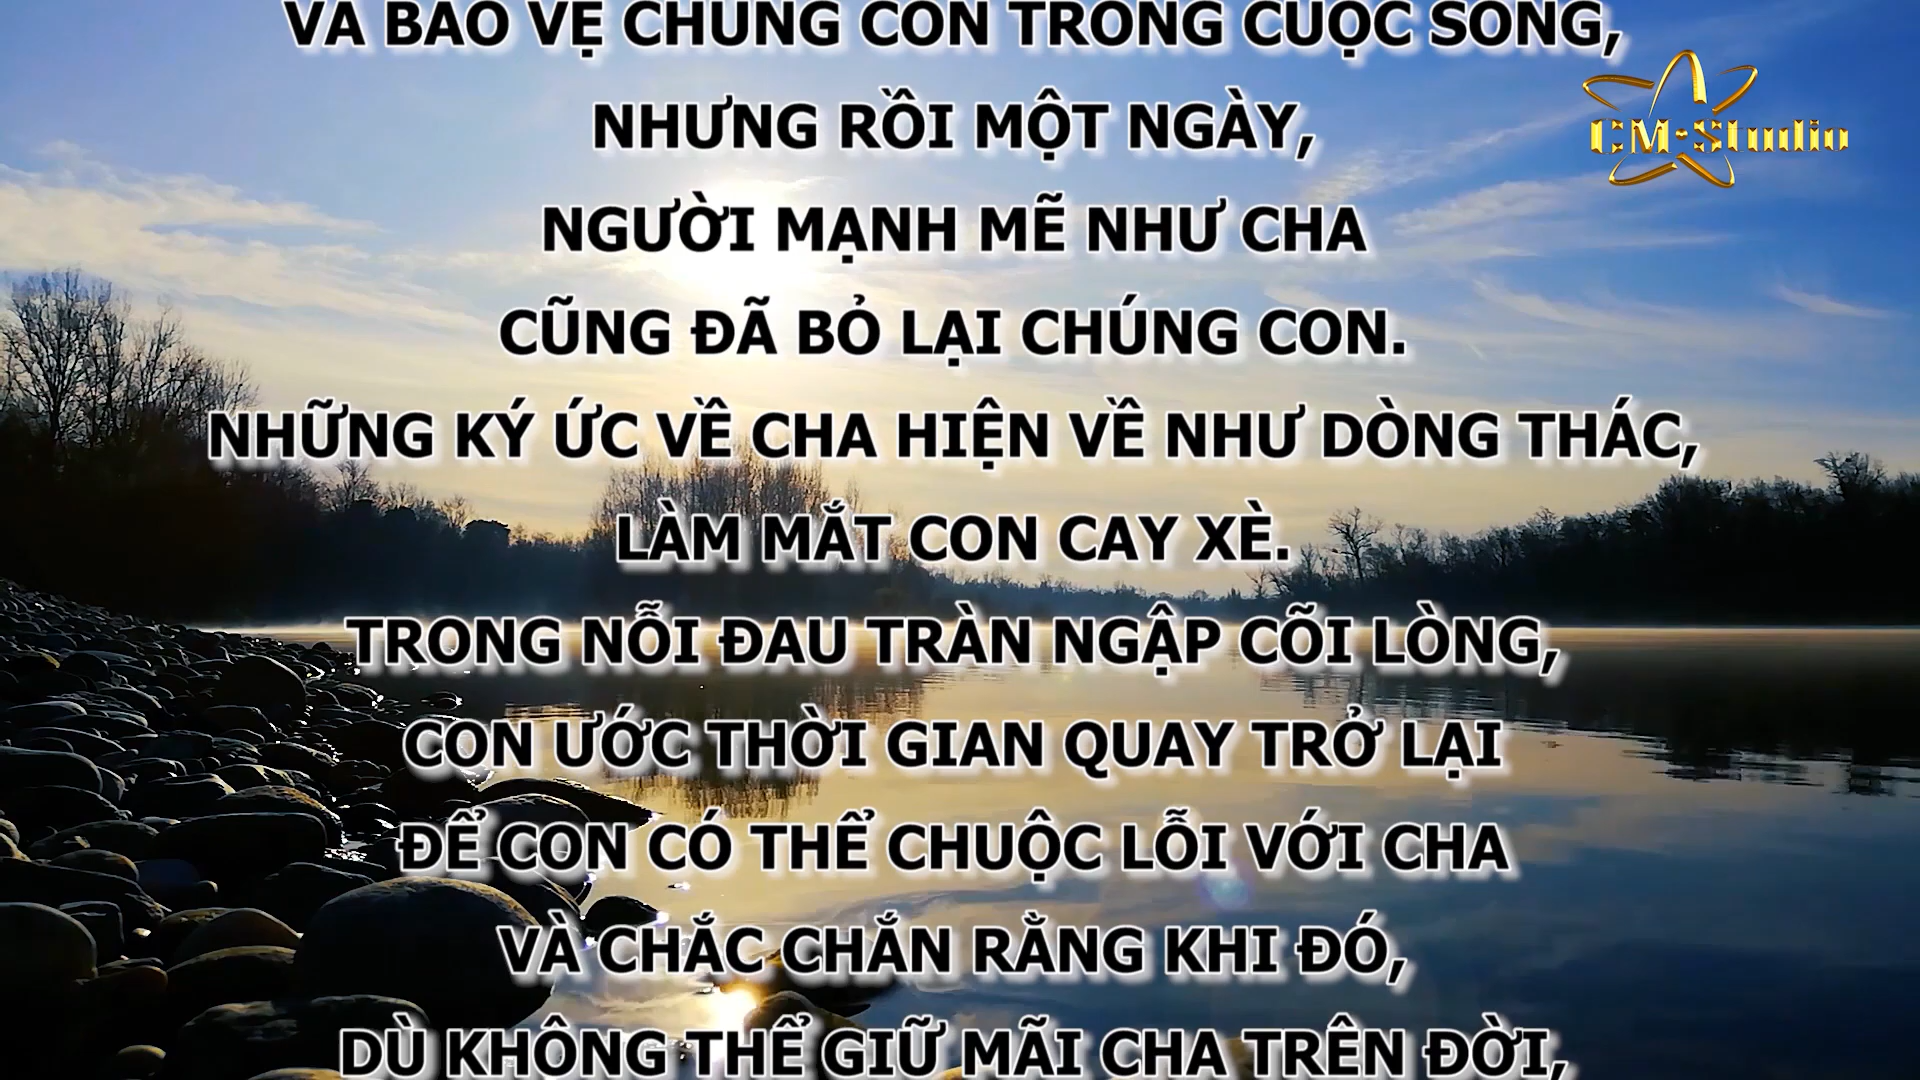 VÀ BẢO VỆ CHÚNG CON TRONG CUỘC SỐNG,
CM·Studio
NHƯNG RỒI MỘT NGÀY,
NGƯỜI MẠNH MẼ NHƯ CHA
CŨNG ĐÃ BỎ LẠI CHÚNG CON.
NHỮNG KÝ ỨC VỀ CHA HIỆN VỀ NHƯ DÒNG THÁC,
LÀM MẮT CON CAY XÈ.
TRONG NỖI ĐAU TRÀN NGẬP CÕI LÒNG,
CON ƯỚC THỜI GIAN QUAY TRỞ LẠI
ĐỂ CON CÓ THỂ CHUỘC LỖI VỚI CHA
VÀ CHẮC CHẮN RẰNG KHI ĐÓ,
DÙ KHÔNG THỂ GIỮ MÃI CHA TRÊN ĐỜI,